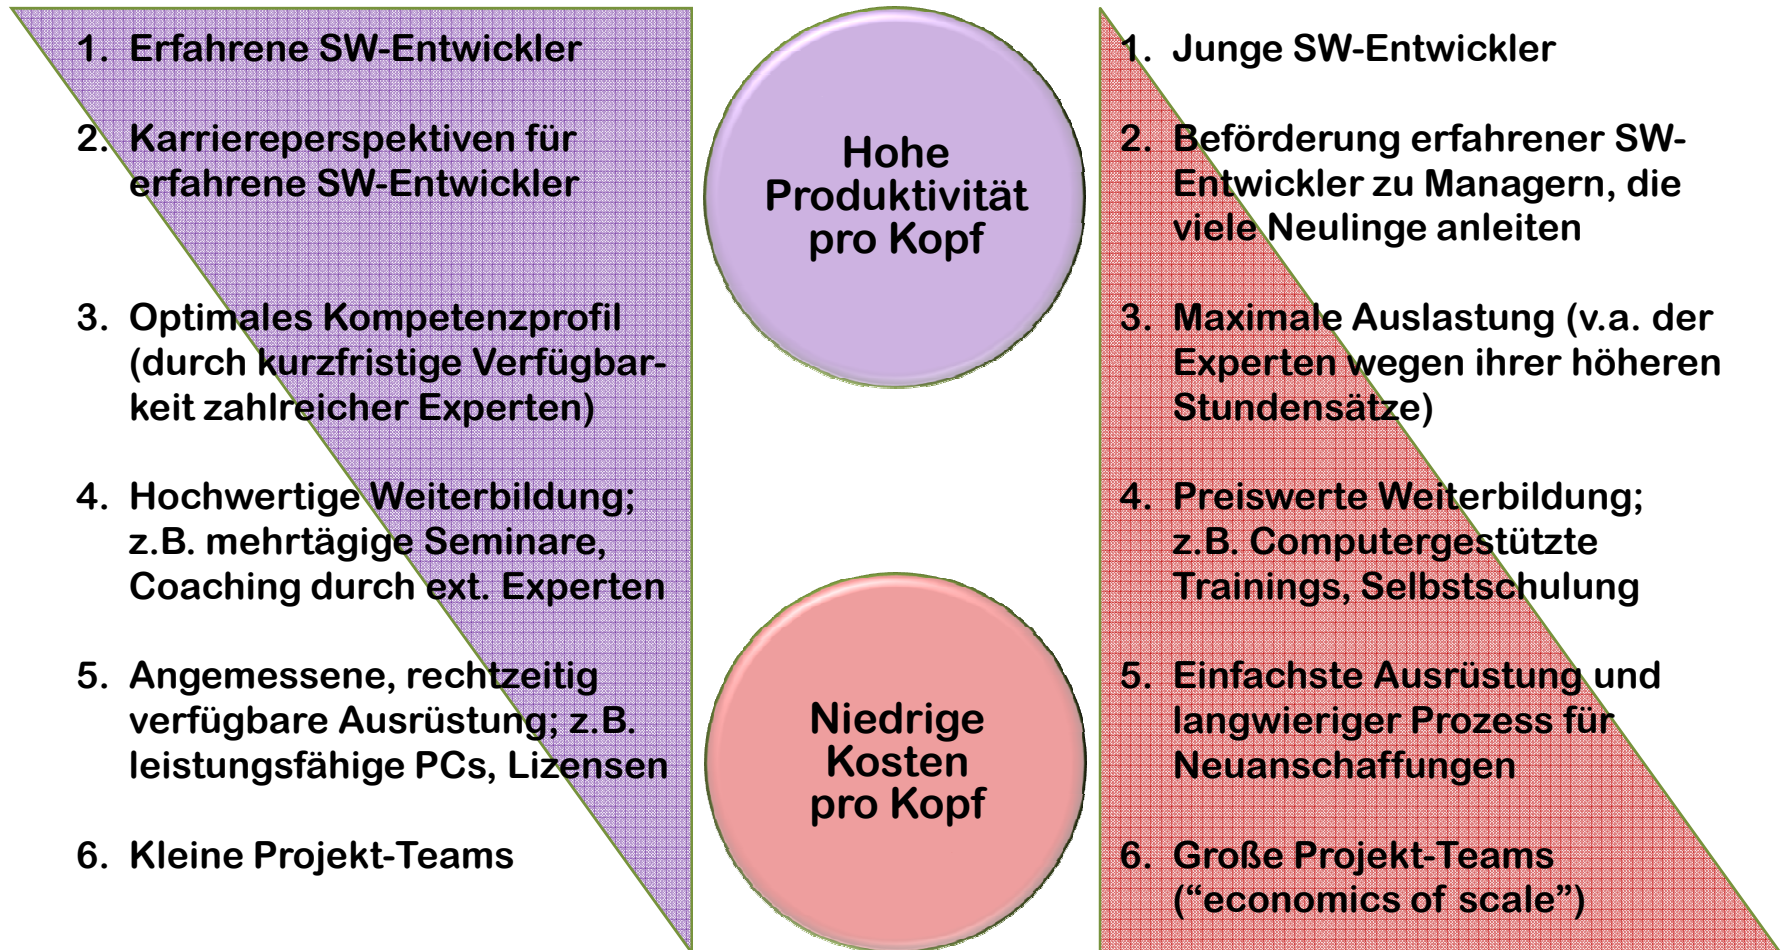 1. Erfahrene SW-Entwickler
2. Karriereperspektiven für
erfahrene SW-Entwickler
3. Optimales Kompetenzprofil
(durch kurzfristige Verfügbar-
keit zahlreicher Experten)
4. Hochwertige Weiterbildung;
z.B. mehrtägige Seminare,
Coaching durch ext. Experten
5. Angemessene, rechtzeitig
verfügbare Ausrüstung; z.B.
leistungsfähige PCs, Lizensen
6. Kleine Projekt-Teams
Hohe
Produktivität
pro Kopf
Niedrige
Kosten
pro Kopf
1. Junge SW-Entwickler
2. Beförderung erfahrener SW-
Entwickler zu Managern, die
viele Neulinge anleiten
3. Maximale Auslastung (v.a. der
Experten wegen ihrer höheren
Stundensätze)
4. Preiswerte Weiterbildung;
z.B. Computergestützte
Trainings, Selbstschulung
5. Einfachste Ausrüstung und
langwieriger Prozess für
Neuanschaffungen
6. Große Projekt-Teams
(“economics of scale”)